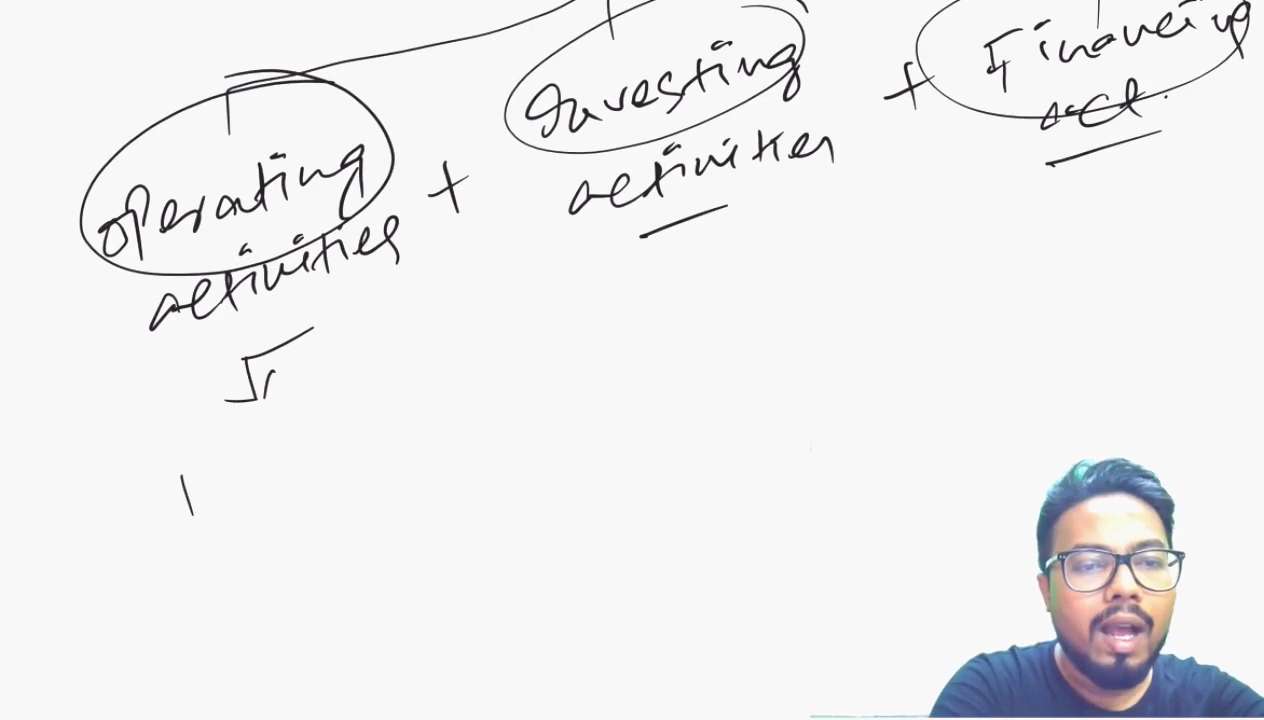 operating + Investing + Financing
activities activities act.